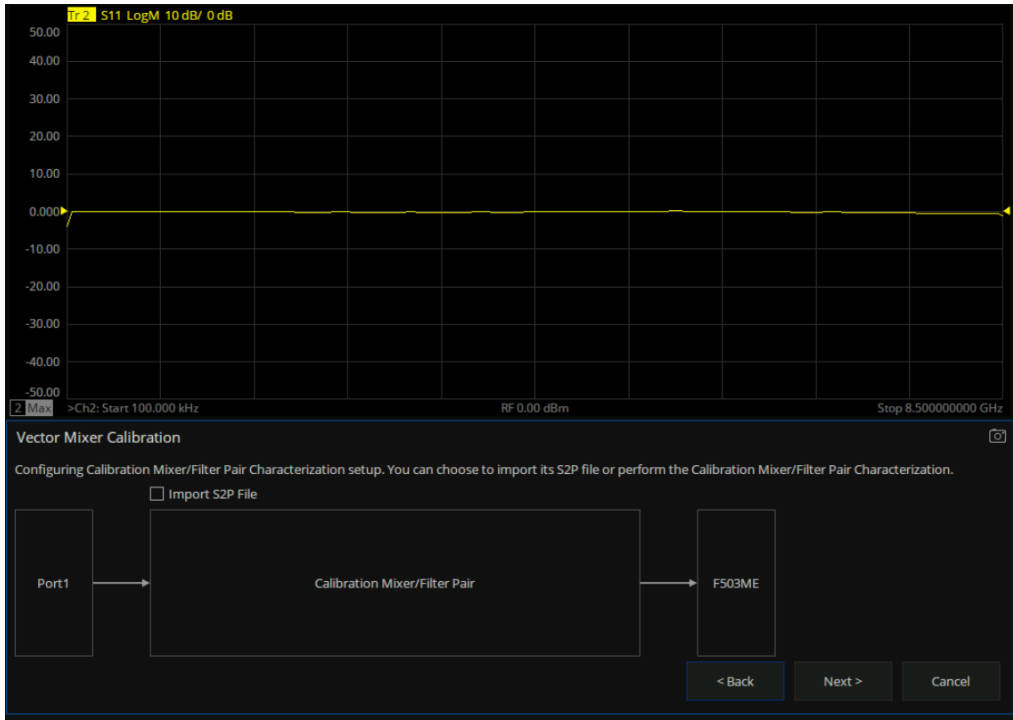 Tr 2 S11 LogM 10 dB/ 0 dB
50.00
40.00
30.00
20.00
10.00
0.000
-10.00
-20.00
-30.00
-40.00
-50.00
2 Max >Ch2: Start 100.000 kHz RF 0.00 dBm Stop 8.500000000 GHz
Vector Mixer Calibration
Configuring Calibration Mixer/Filter Pair Characterization setup. You can choose to import its S2P file or perform the Calibration Mixer/Filter Pair Characterization.
Import S2P File
Port1 Calibration Mixer/Filter Pair F503ME
< Back Next > Cancel